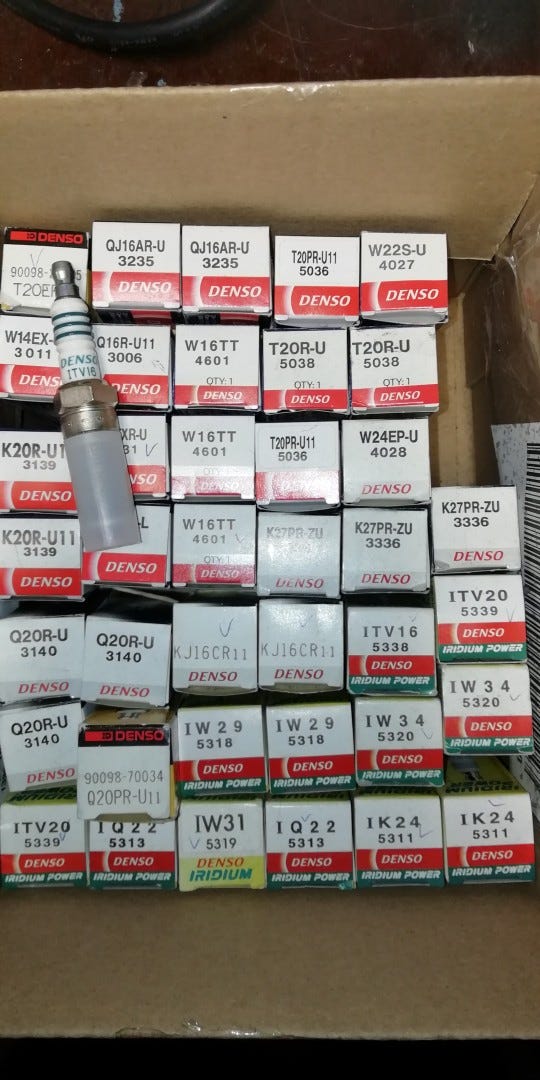 DENSO
90098-
T20EP
QJ16AR-U
3235
DENSO
QJ16AR-U
3235
DENSO
T20PR-U11
5036
DENSO
W22S-U
4027
DENSO
W14EX-
3011
DENS
Q16R-U11
3006
DENSO
W16TT
4601
QTY:1
DENSO
T20R-U
5038
QTY:1
DENSO
T20R-U
5038
QTY:1
DENSO
DENSO
ITV16
K20R-U1
3139
DENSO
XR-U
31
DENSO
W16TT
4601
QTY:1
DENSO
T20PR-U11
5036
DENSO
W24EP-U
4028
DENSO
K20R-U11
3139
DENSO
-L
DENSO
W16TT
4601
QTY:1
DENSO
K27PR-ZU
DENSO
K27PR-ZU
3336
DENSO
K27PR-ZU
3336
DENSO
Q20R-U
3140
DENSO
Q20R-U
3140
DENSO
KJ16CR11
DENSO
KJ16CR11
DENSO
ITV16
5338
DENSO
IRIDIUM POWER
ITV20
5339
DENSO
IRIDIUM POWER
Q20R-U
3140
DENSO
DENSO
90098-70034
Q20PR-U11
IW29
5318
DENSO
IRIDIUM POWER
IW29
5318
DENSO
IRIDIUM POWER
IW34
5320
DENSO
IRIDIUM POWER
IW34
5320
DENSO
IRIDIUM POWER
ITV20
5339
DENSO
IRIDIUM POWER
IQ22
5313
DENSO
IRIDIUM POWER
IW31
5319
DENSO
IRIDIUM
IQ22
5313
DENSO
IRIDIUM POWER
IK24
5311
DENSO
IRIDIUM POWER
IK24
5311
DENSO
IRIDIUM POWER